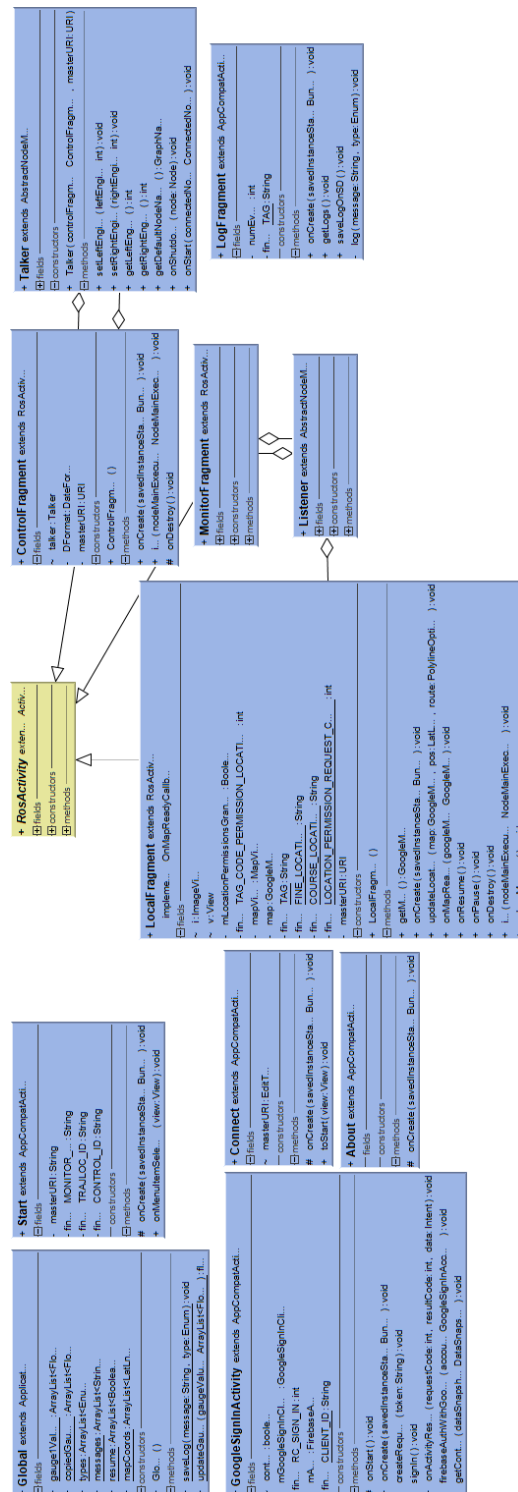 - Global extends Applicat...
fields
- gauge1Val... :ArrayList<Flo...
- copiedGau... :ArrayList<Flo...
- types:ArrayList<Enu...
- messages:ArrayList<Strin...
- resume:ArrayList<Boolea...
- mapCoords:ArrayList<LatLn...
constructors
- Glo... ()
methods
- saveLog(message:String, type:Enum):void
- updateGau... (gaugeValu... ArrayList<Flo... ):fl...
+ Start extends AppCompatActi...
fields
- masterURI:String
- fin... MONITOR_... :String
- fin... TRAJLOC_ID:String
- fin... CONTROL_ID:String
constructors
methods
# onCreate(savedInstanceSta... Bun... ):void
+ onMenuItemSele... (view:View):void
+ RosActivity exten... Activ...
fields
constructors
methods
+ ControlFragment extends RosActiv...
fields
~ talker:Talker
- DFormat:DateFor...
- masterURI:URI
constructors
+ ControlFragm... ()
methods
+ onCreate(savedInstanceSta... Bun... ):void
+ i... (nodeMainExecu... NodeMainExec... ):void
# onDestroy():void
+ Talker extends AbstractNodeM...
fields
constructors
+ Talker(controlFragm... ControlFragm... , masterURI:URI)
methods
setLeftEngi... (leftEngi... int):void
+ setRightEngi... (rightEngi... int):void
+ getLeftEng... ():int
+ getRightEng... ():int
+ getDefaultNodeNa... ():GraphNa...
+ onShutdo... (node:Node):void
+ onStart(connectedNo... ConnectedNo... ):void
GoogleSignInActivity extends AppCompatActi...
fields
- cont... :boole...
- mGoogleSignInCl... :GoogleSignInCli...
fin... RC_SIGN_IN:int
mA... :FirebaseA...
- fin... CLIENT_ID:String
methods
# onStart():void
- onCreate(savedInstanceSta... Bun... ):void
- createRequ... (token:String):void
- signIn():void
- onActivityRes... (requestCode:int, resultCode:int, data:Intent):void
- firebaseAuthWithGoo... (accou... GoogleSignInAcc... ):void
- getCont... (dataSnapsh... DataSnaps... ):void
+ Connect extends AppCompatActi...
fields
~ masterURI:EditT...
constructors
methods
# onCreate(savedInstanceSta... Bun... ):void
+ toStart(view:View):void
+ About extends AppCompatActi...
fields
constructors
methods
# onCreate(savedInstanceSta... Bun... ):void
+ LocalFragment extends RosActiv...
impleme... OnMapReadyCallb...
fields
~ i:ImageVi...
~ v:View
mLocationPermissionsGran... :Boole...
- fin... TAG_CODE_PERMISSION_LOCATI... :int
mapVi... :MapVi...
map:GoogleM...
- fin... TAG:String
- fin... FINE_LOCATI... :String
- fin... COURSE_LOCATI... :String
- fin... LOCATION_PERMISSION_REQUEST_C... :int
masterURI:URI
constructors
+ LocalFragm... ()
methods
+ getM... ():GoogleM...
+ onCreate(savedInstanceSta... Bun... ):void
+ updateLocat... (map:GoogleM... , pos:LatL... , route:PolylineOpti... ):void
+ onMapRea... (googleM... GoogleM... ):void
+ onResume():void
+ onPause():void
+ onDestroy():void
+ i... (nodeMainExecu... NodeMainExec... ):void
+ MonitorFragment extends RosActiv...
fields
constructors
methods
+ Listener extends AbstractNodeM...
fields
constructors
methods
+ LogFragment extends AppCompatActi...
fields
- numEv... :int
fin... TAG:String
constructors
methods
+ onCreate(savedInstanceSta... Bun... ):void
+ getLogs():void
+ saveLogOnSD():void
- log(message:String, type:Enum):void